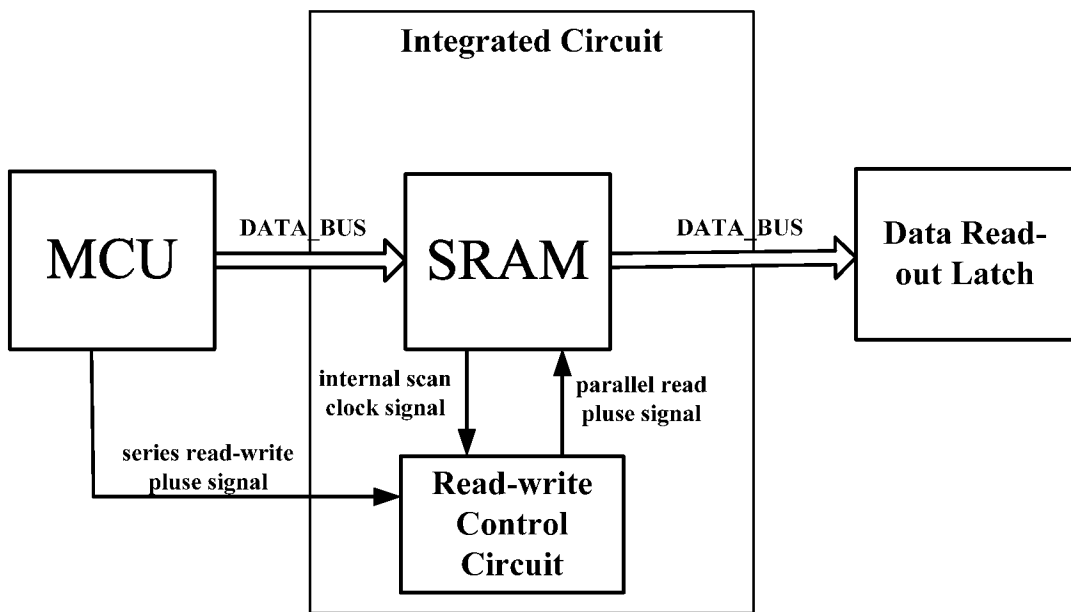 Integrated Circuit
MCU
DATA_BUS
SRAM
DATA_BUS
Data Read-
out Latch
internal scan
clock signal
parallel read
pluse signal
series read-write
pluse signal
Read-write
Control
Circuit